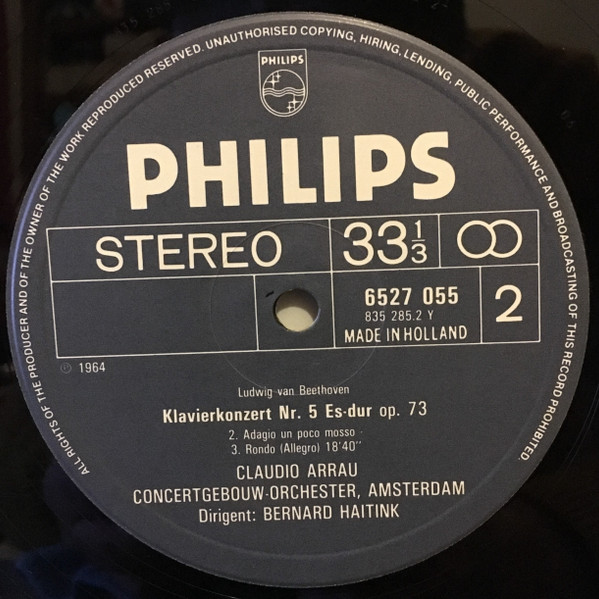 ALL RIGHTS OF THE PRODUCER AND OF THE OWNER OF THE WORK REPRODUCED RESERVED. UNAUTHORISED COPYING, HIRING, LENDING, PUBLIC PERFORMANCE AND BROADCASTING OF THIS RECORD PROHIBITED
PHILIPS
PHILIPS
STEREO
33 1/3
6527 055
835 285.2 Y
MADE IN HOLLAND
2
℗ 1964
Ludwig van Beethoven
Klavierkonzert Nr. 5 Es-dur op. 73
2. Adagio un poco mosso -
3. Rondo (Allegro) 18'40"
CLAUDIO ARRAU
CONCERTGEBOUW-ORCHESTER, AMSTERDAM
Dirigent: BERNARD HAITINK